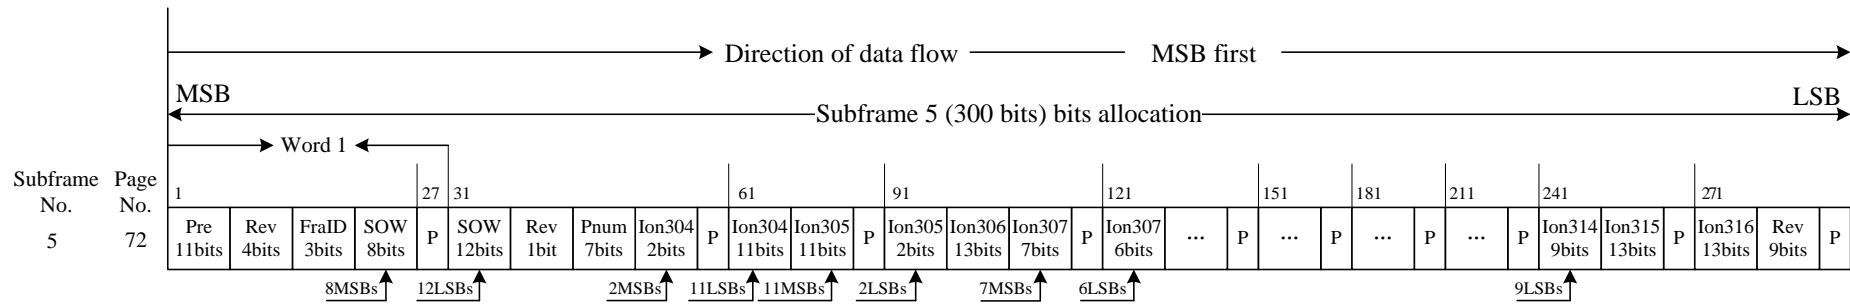 Direction of data flow MSB first
MSB LSB
Subframe 5 (300 bits) bits allocation
Word 1
Subframe No. Page No. 1 27 31 61 91 121 151 181 211 241 271
5 72 Pre 11bits Rev 4bits FraID 3bits SOW 8bits P SOW 12bits Rev 1bit Pnum 7bits Ion304 2bits P Ion304 11bits Ion305 11bits P Ion305 2bits Ion306 13bits Ion307 7bits P Ion307 6bits ... P ... P ... P ... P Ion314 9bits Ion315 13bits P Ion316 13bits Rev 9bits P
8MSBs 12LSBs 2MSBs 11LSBs 11MSBs 2LSBs 7MSBs 6LSBs 9LSBs